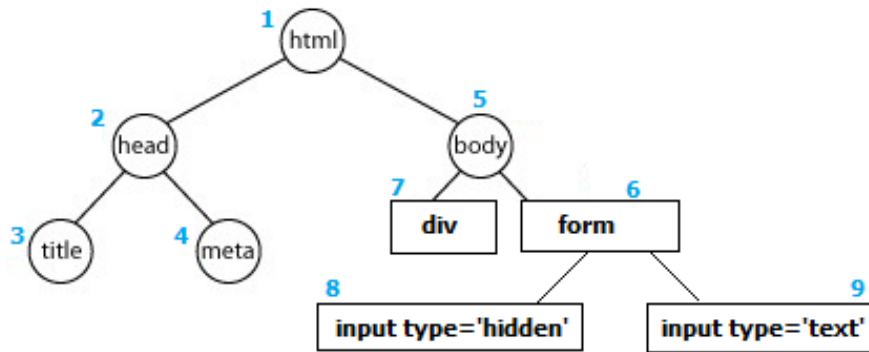 1
html
2
head
5
body
3
title
4
meta
7
div
6
form
8
input type='hidden'
9
input type='text'